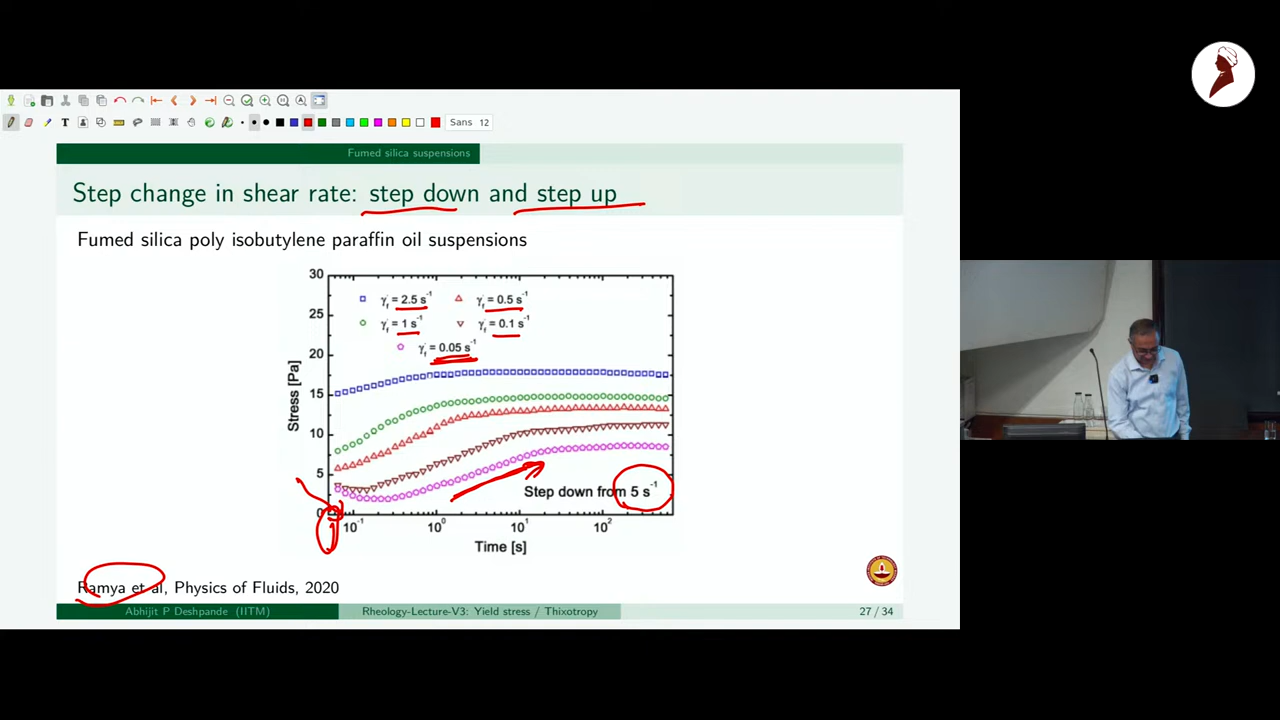 Sans 12
Fumed silica suspensions
Step change in shear rate: step down and step up
Fumed silica poly isobutylene paraffin oil suspensions
30
25
20
15
10
5
0
Stress [Pa]
γ̇f = 2.5 s⁻¹
γ̇f = 0.5 s⁻¹
γ̇f = 1 s⁻¹
γ̇f = 0.1 s⁻¹
γ̇f = 0.05 s⁻¹
Step down from 5 s⁻¹
10⁻¹ 10⁰ 10¹ 10²
Time [s]
Ramya et al, Physics of Fluids, 2020
Abhijit P Deshpande (IITM) Rheology-Lecture-V3: Yield stress / Thixotropy 27 / 34